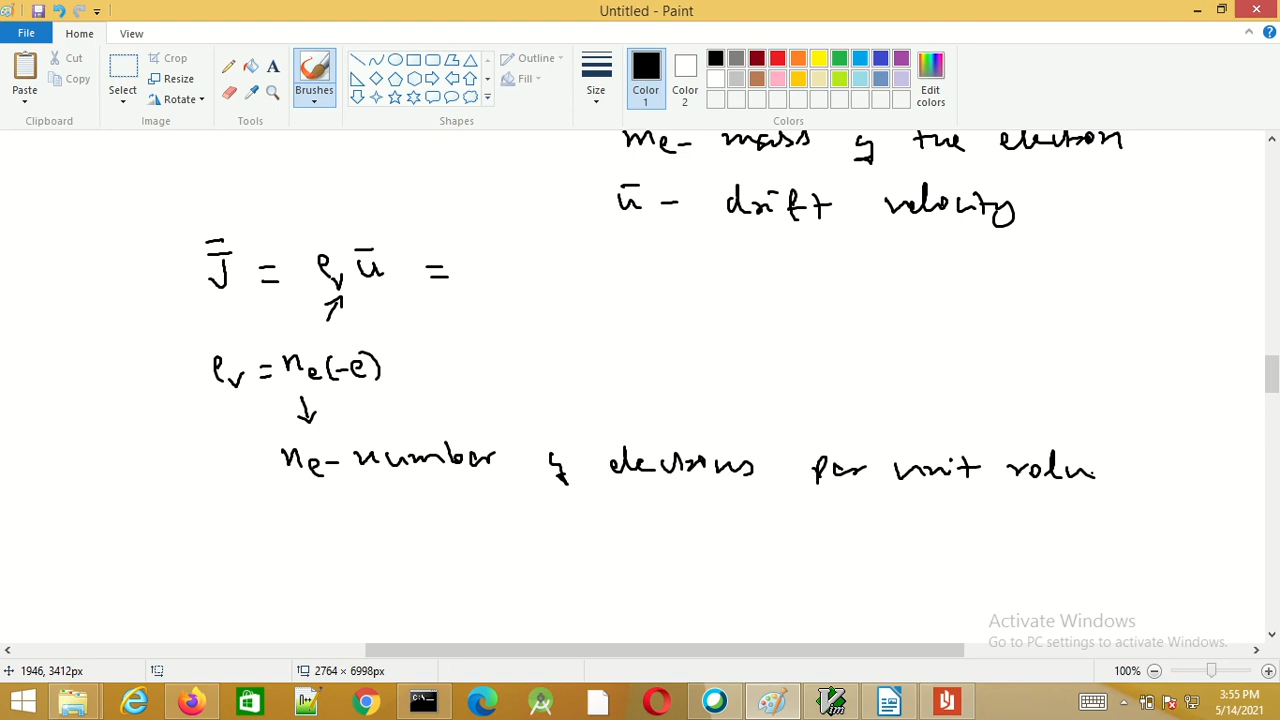 Untitled - Paint
File Home View
Paste Cut Copy Clipboard
Select Crop Resize Rotate Image
Tools
Brushes
Outline Fill Shapes
Size
Color 1 Color 2 Edit colors Colors
me - mass of the electron
ū - drift velocity
J̄ = ρv ū =
ρv = ne(-e)
↓
ne - number of electrons per unit volu
Activate Windows
Go to PC settings to activate Windows.
1946, 3412px 2764 × 6998px 100%
3:55 PM
5/14/2021